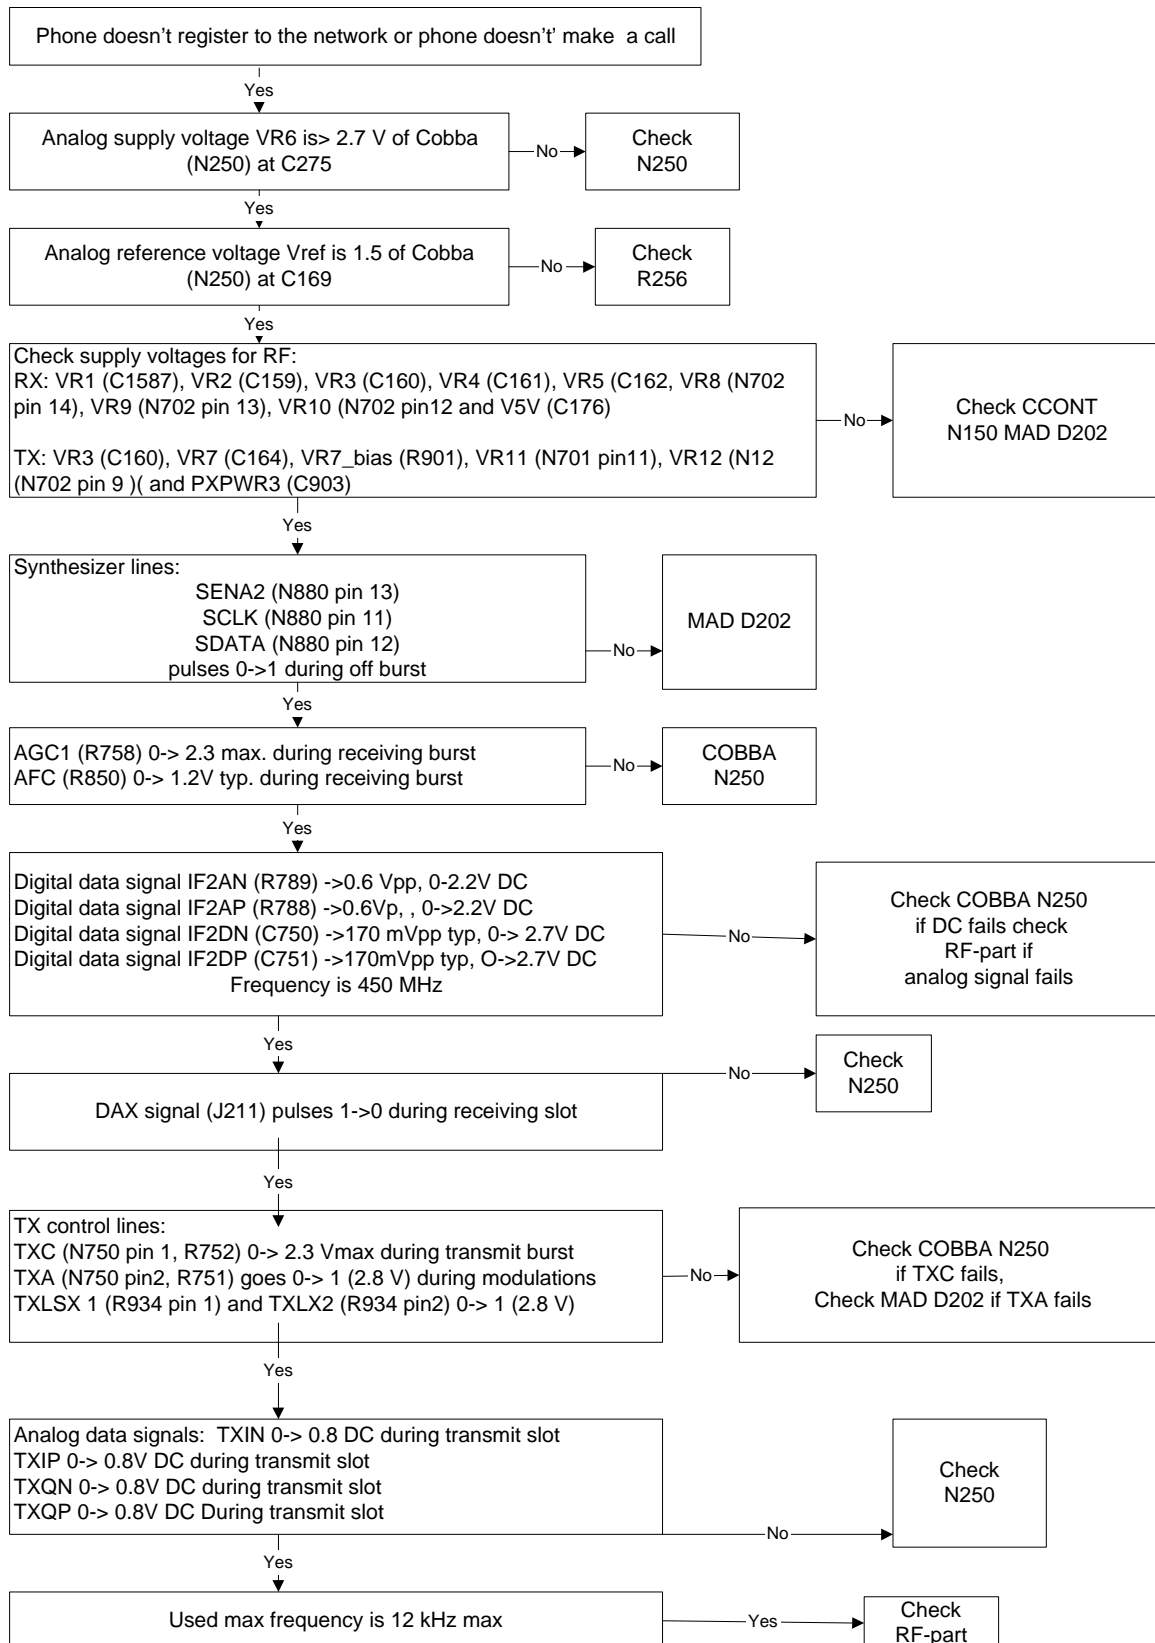 Phone doesn't register to the network or phone doesn't' make  a call
Yes
Analog supply voltage VR6 is> 2.7 V of Cobba
(N250) at C275
No
Check
N250
Yes
Analog reference voltage Vref is 1.5 of Cobba
(N250) at C169
No
Check
R256
Yes
Check supply voltages for RF:
RX: VR1 (C1587), VR2 (C159), VR3 (C160), VR4 (C161), VR5 (C162, VR8 (N702
pin 14), VR9 (N702 pin 13), VR10 (N702 pin12 and V5V (C176)
TX: VR3 (C160), VR7 (C164), VR7_bias (R901), VR11 (N701 pin11), VR12 (N12
(N702 pin 9 )( and PXPWR3 (C903)
No
Check CCONT
N150 MAD D202
Yes
Synthesizer lines:
SENA2 (N880 pin 13)
SCLK (N880 pin 11)
SDATA (N880 pin 12)
pulses 0->1 during off burst
No
MAD D202
Yes
AGC1 (R758) 0-> 2.3 max. during receiving burst
AFC (R850) 0-> 1.2V typ. during receiving burst
No
COBBA
N250
Yes
Digital data signal IF2AN (R789) ->0.6 Vpp, 0-2.2V DC
Digital data signal IF2AP (R788) ->0.6Vp, , 0->2.2V DC
Digital data signal IF2DN (C750) ->170 mVpp typ, 0-> 2.7V DC
Digital data signal IF2DP (C751) ->170mVpp typ, O->2.7V DC
Frequency is 450 MHz
No
Check COBBA N250
if DC fails check
RF-part if
analog signal fails
Yes
DAX signal (J211) pulses 1->0 during receiving slot
No
Check
N250
Yes
TX control lines:
TXC (N750 pin 1, R752) 0-> 2.3 Vmax during transmit burst
TXA (N750 pin2, R751) goes 0-> 1 (2.8 V) during modulations
TXLSX 1 (R934 pin 1) and TXLX2 (R934 pin2) 0-> 1 (2.8 V)
No
Check COBBA N250
if TXC fails,
Check MAD D202 if TXA fails
Yes
Analog data signals:  TXIN 0-> 0.8 DC during transmit slot
TXIP 0-> 0.8V DC during transmit slot
TXQN 0-> 0.8V DC during transmit slot
TXQP 0-> 0.8V DC During transmit slot
No
Check
N250
Yes
Used max frequency is 12 kHz max
Yes
Check
RF-part